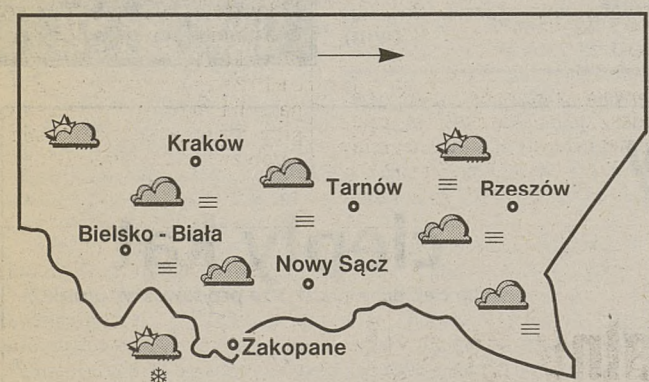 Kraków
Tarnów
Rzeszów
Bielsko - Biała
Nowy Sącz
Zakopane